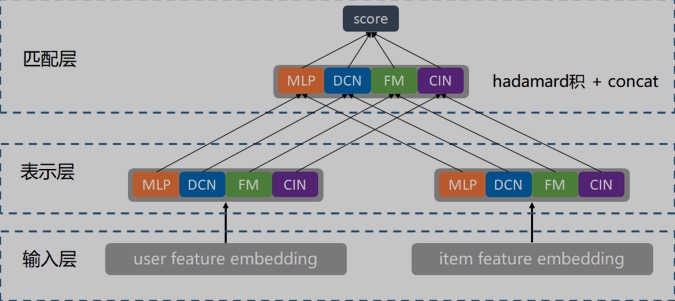 score
匹配层
MLP DCN FM CIN
hadamard积 + concat
表示层
MLP DCN FM CIN
MLP DCN FM CIN
输入层
user feature embedding
item feature embedding